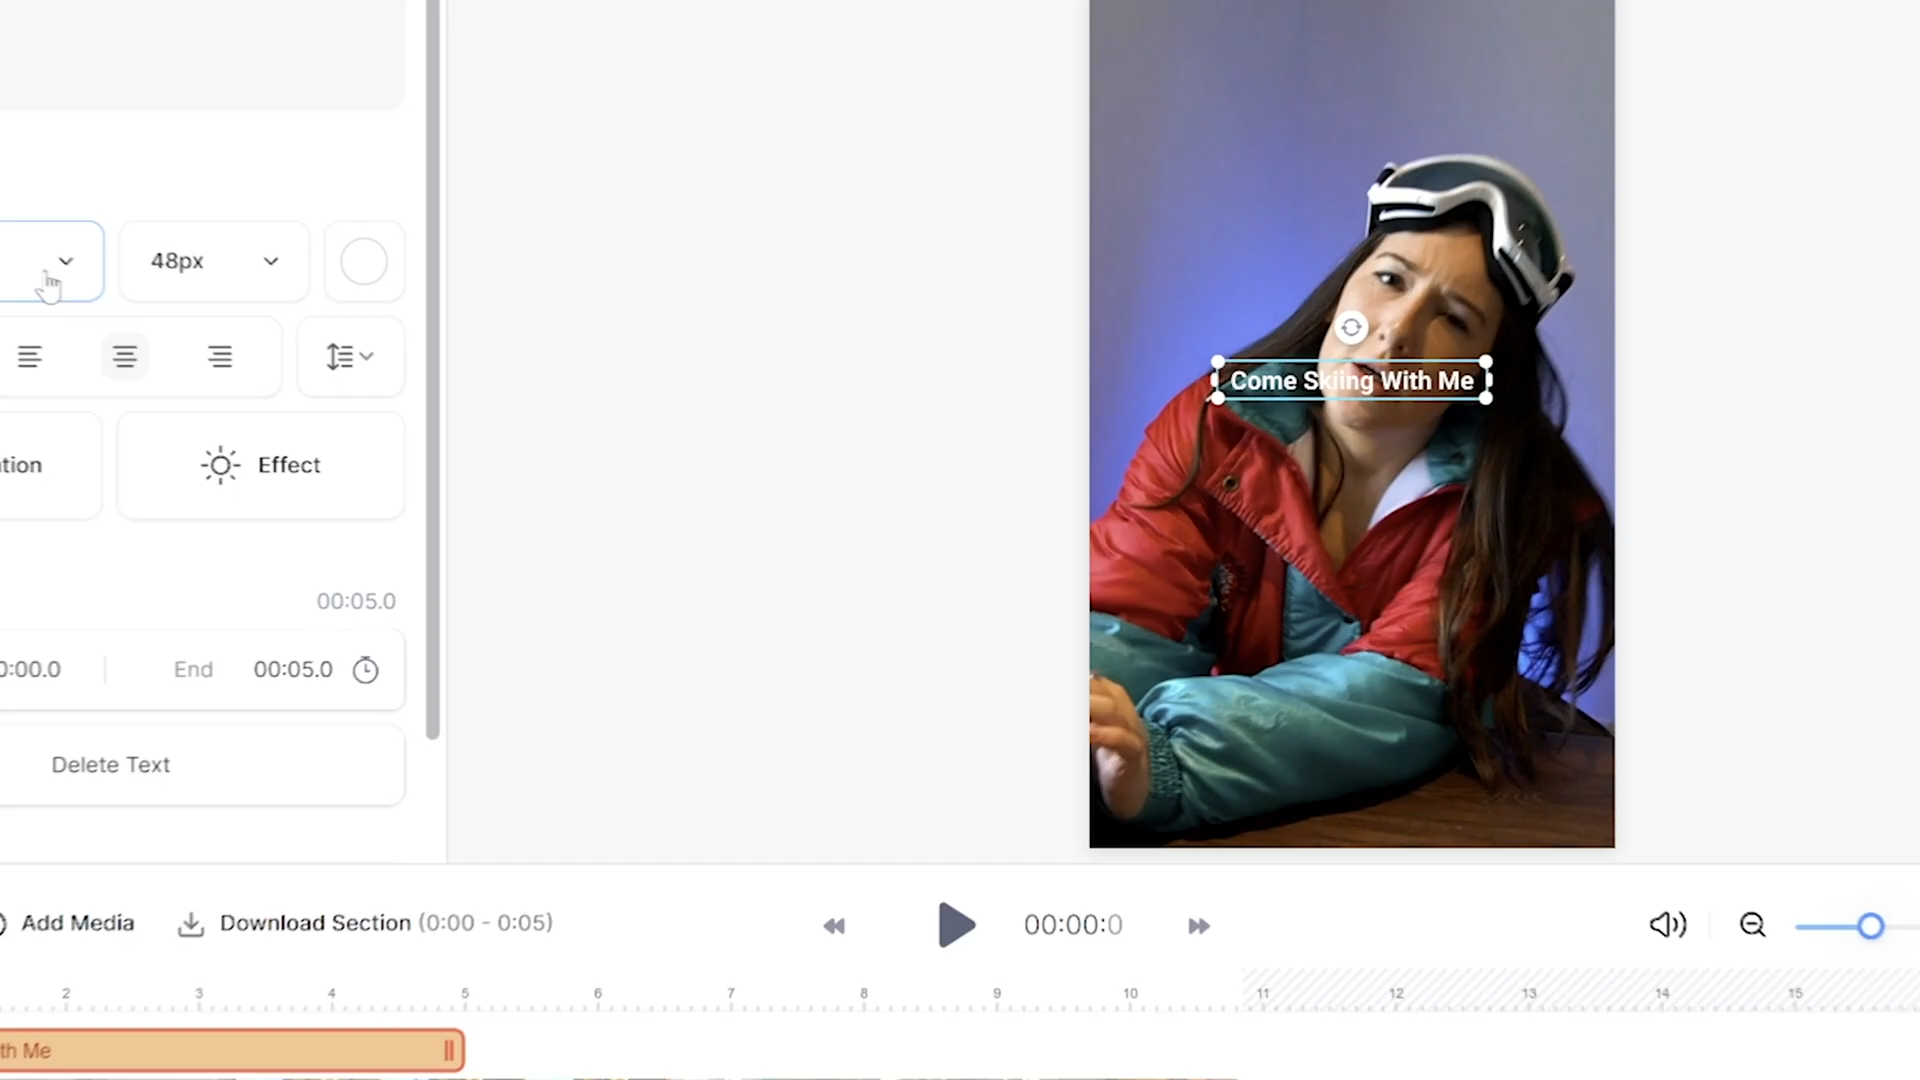 48px
Come Skiing With Me
tion
Effect
00:05.0
0:00.0
End 00:05.0
Delete Text
Add Media
Download Section (0:00 - 0:05)
00:00:0
2 3 4 5 6 7 8 9 10 11 12 13 14 15
th Me